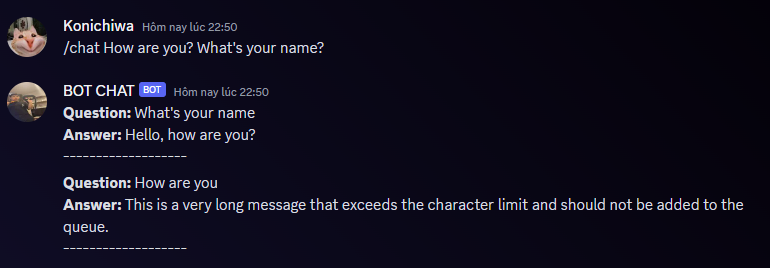 Konichiwa Hôm nay lúc 22:50
/chat How are you? What's your name?
BOT CHAT BOT Hôm nay lúc 22:50
Question: What's your name
Answer: Hello, how are you?
-------------------
Question: How are you
Answer: This is a very long message that exceeds the character limit and should not be added to the
queue.
-------------------